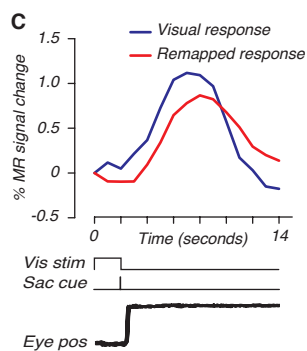 C
Visual response
Remapped response
% MR signal change
1.5
1.0
0.5
0
-0.5
0
Time (seconds)
14
Vis stim
Sac cue
Eye pos